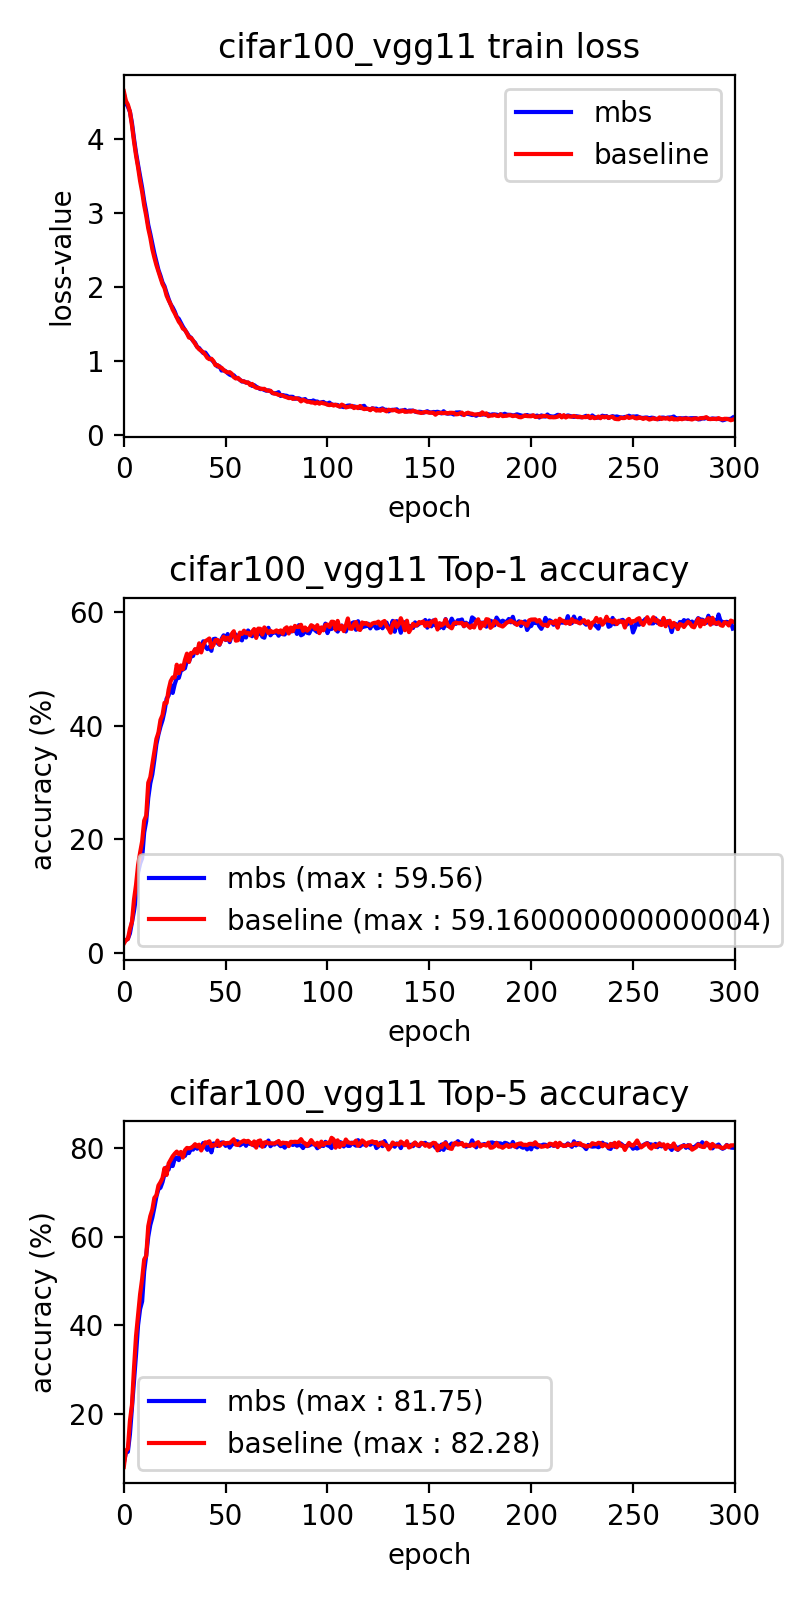 cifar100_vgg11 train loss
mbs
baseline
loss-value
4
3
2
1
0
0 50 100 150 200 250 300
epoch
cifar100_vgg11 Top-1 accuracy
accuracy (%)
60
40
20
0
mbs (max : 59.56)
baseline (max : 59.160000000000004)
0 50 100 150 200 250 300
epoch
cifar100_vgg11 Top-5 accuracy
accuracy (%)
80
60
40
20
mbs (max : 81.75)
baseline (max : 82.28)
0 50 100 150 200 250 300
epoch